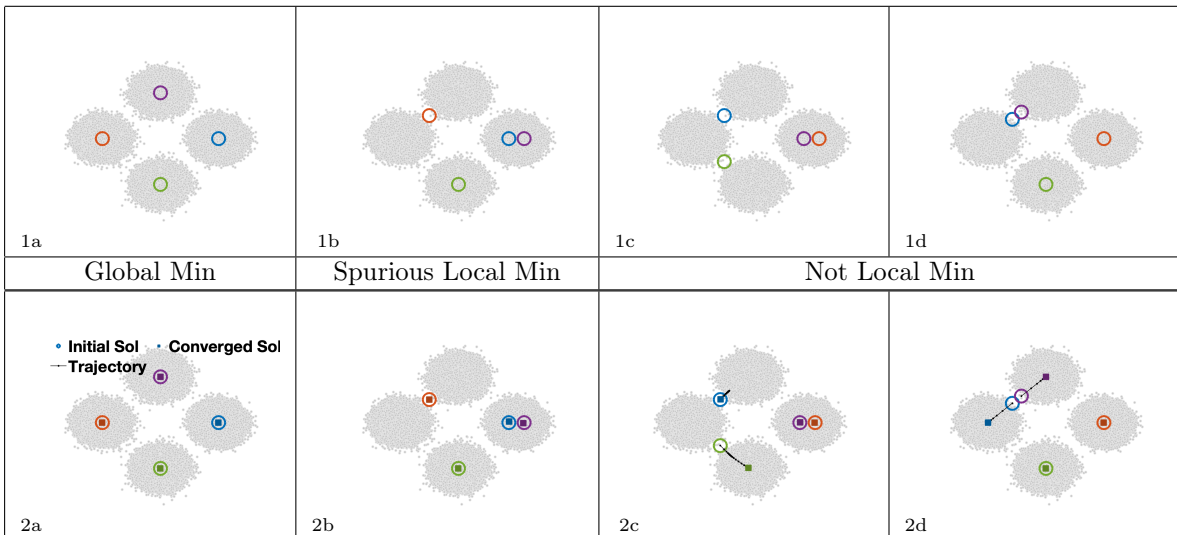 1a
1b
1c
1d
Global Min
Spurious Local Min
Not Local Min
Initial Sol
Converged Sol
Trajectory
2a
2b
2c
2d